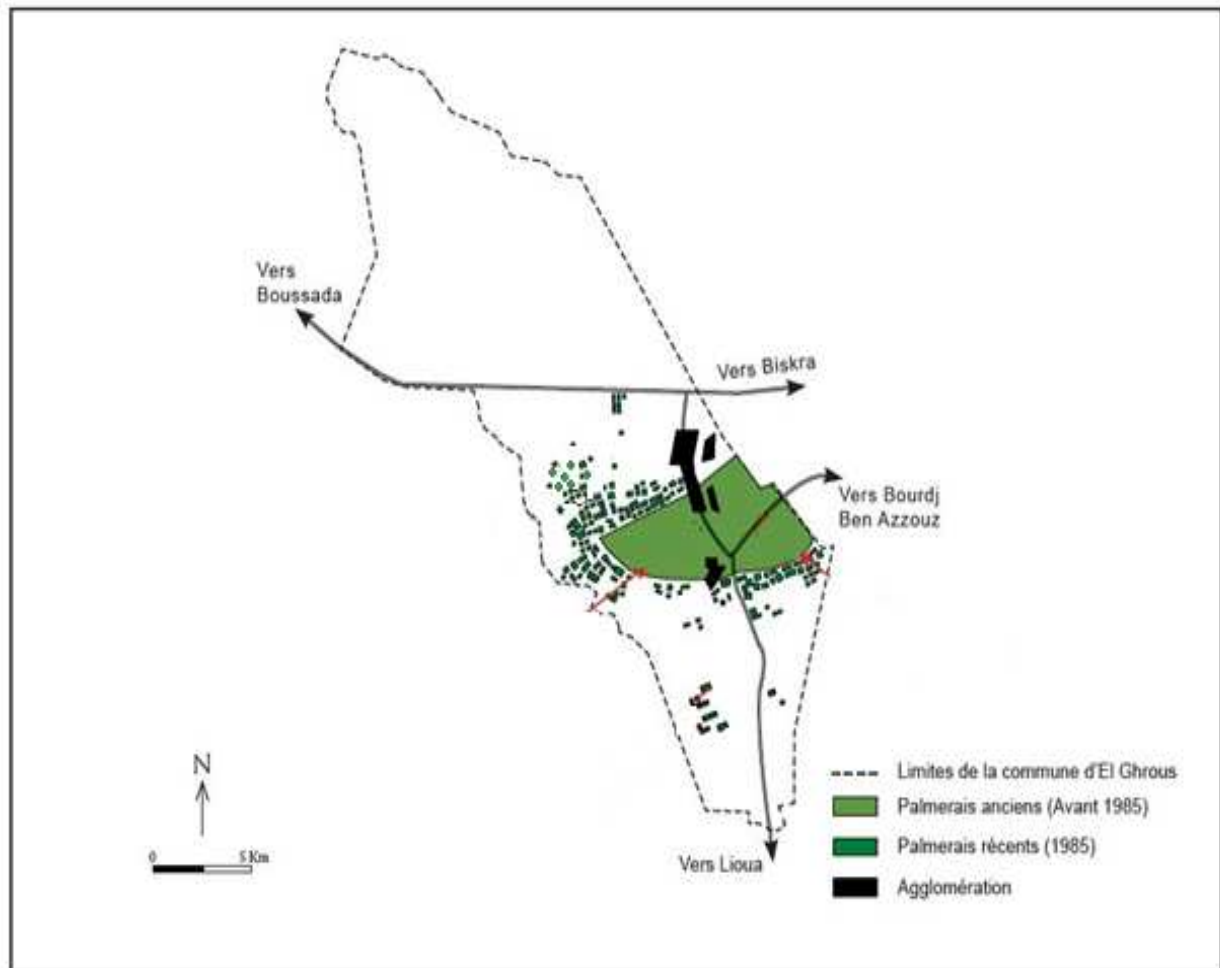 Vers
Boussada
Vers Biskra
Vers Bourdj
Ben Azzouz
Vers Lioua
N
0 5 Km
Limites de la commune d'El Ghrous
Palmerais anciens (Avant 1985)
Palmerais récents (1985)
Agglomération